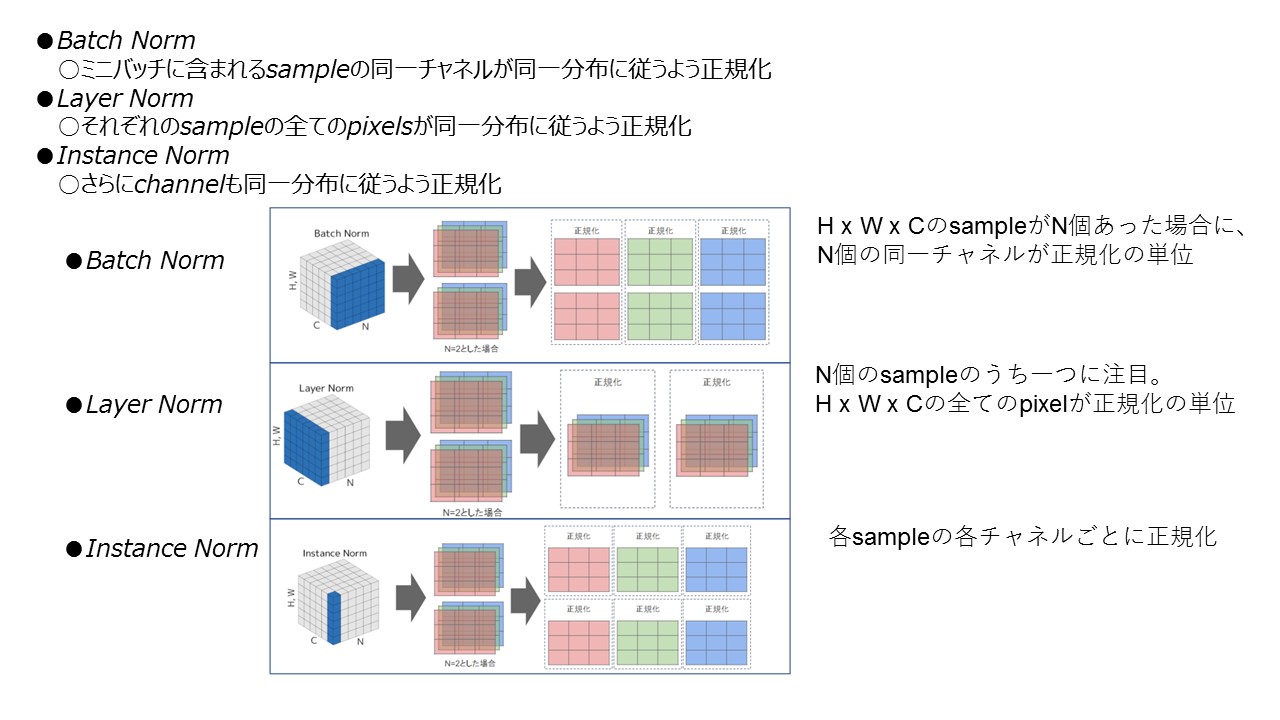 ●Batch Norm
○ミニバッチに含まれるsampleの同一チャネルが同一分布に従うよう正規化
●Layer Norm
○それぞれのsampleの全てのpixelsが同一分布に従うよう正規化
●Instance Norm
○さらにchannelも同一分布に従うよう正規化
●Batch Norm
Batch Norm
H, W
C
N
N=2とした場合
正規化
正規化
正規化
H x W x CのsampleがN個あった場合に、
N個の同一チャネルが正規化の単位
●Layer Norm
Layer Norm
H, W
C
N
N=2とした場合
正規化
正規化
N個のsampleのうち一つに注目。
H x W x Cの全てのpixelが正規化の単位
●Instance Norm
Instance Norm
H, W
C
N
N=2とした場合
正規化
正規化
正規化
正規化
正規化
正規化
各sampleの各チャネルごとに正規化